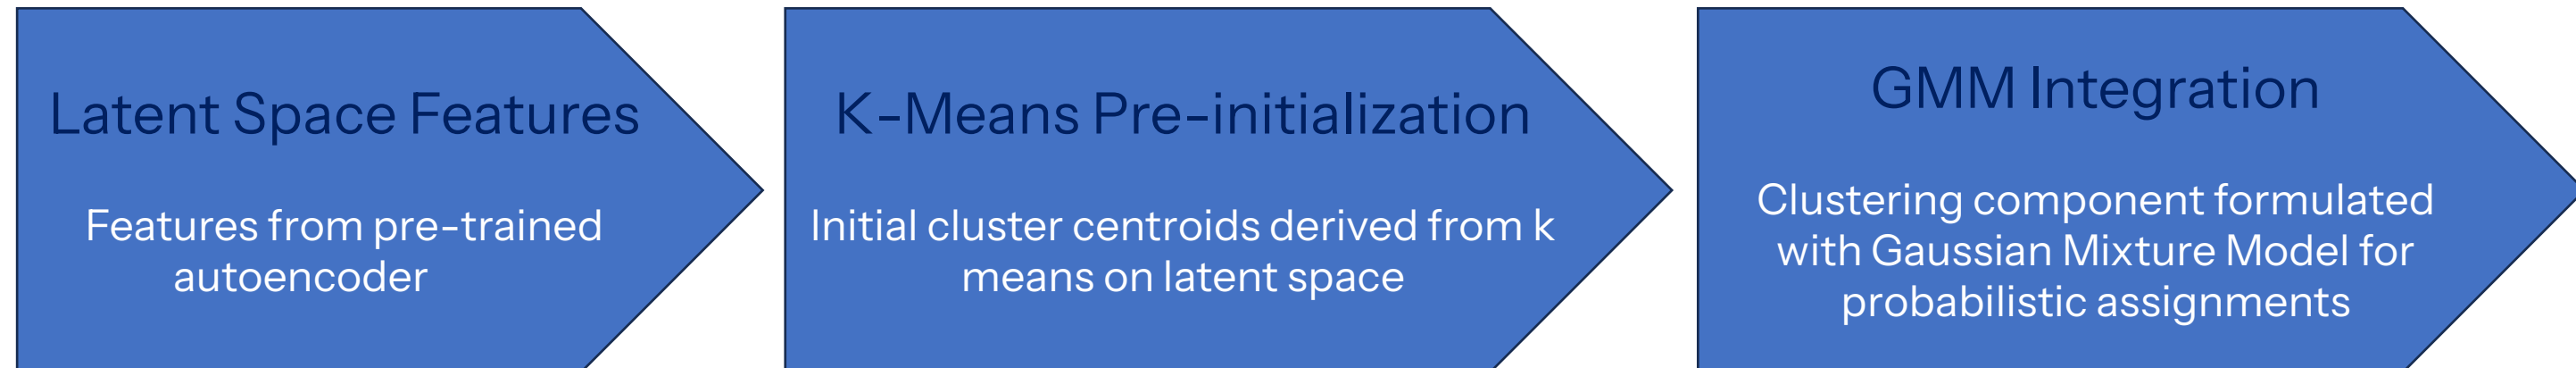 Latent Space Features
Features from pre-trained
autoencoder
K-Means Pre-initialization
Initial cluster centroids derived from k
means on latent space
GMM Integration
Clustering component formulated
with Gaussian Mixture Model for
probabilistic assignments